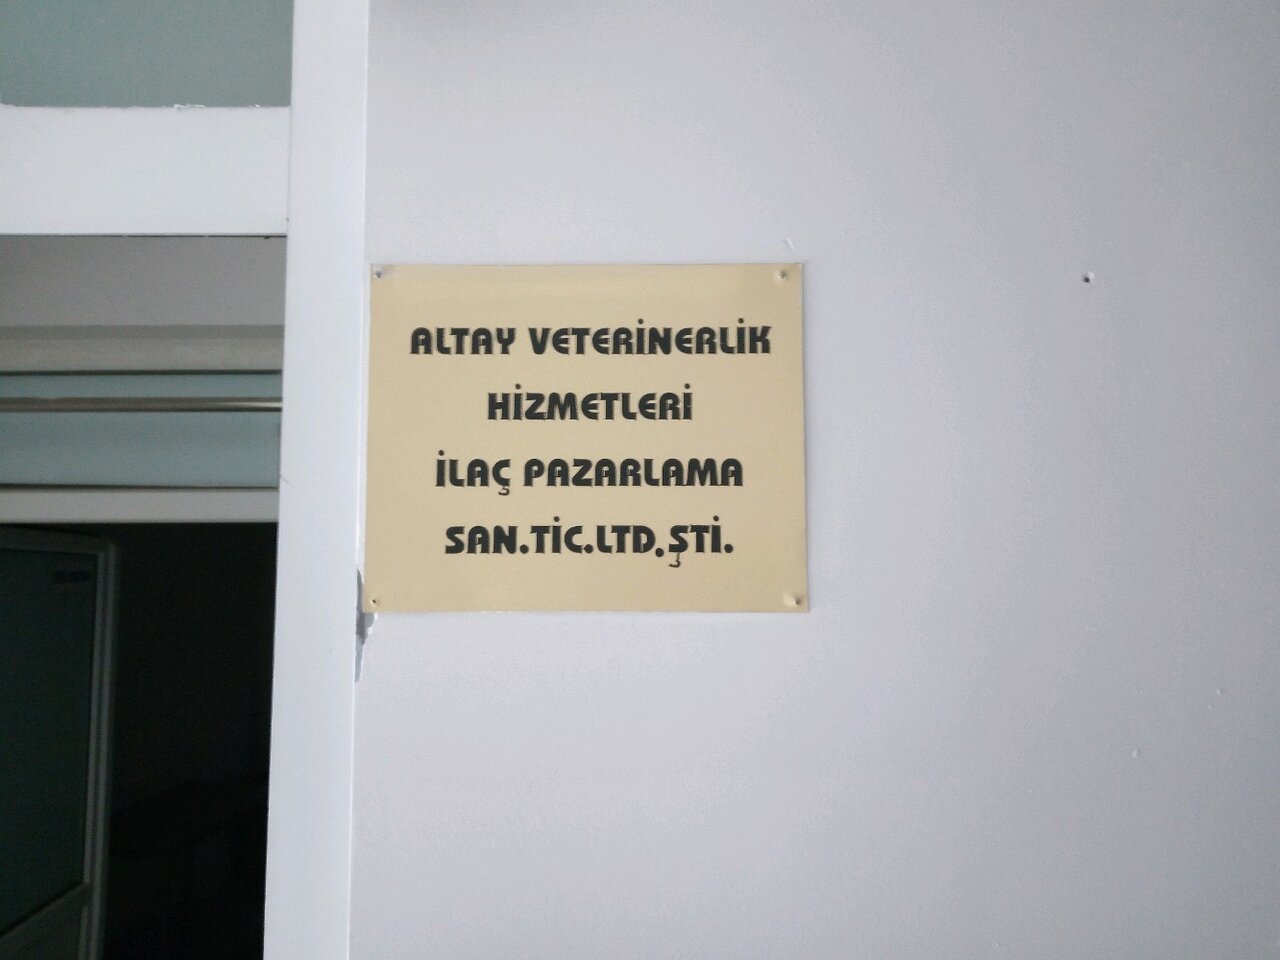 ALTAY VETERİNERLİK
HİZMETLERİ
İLAÇ PAZARLAMA
SAN.TİC.LTD.ŞTİ.